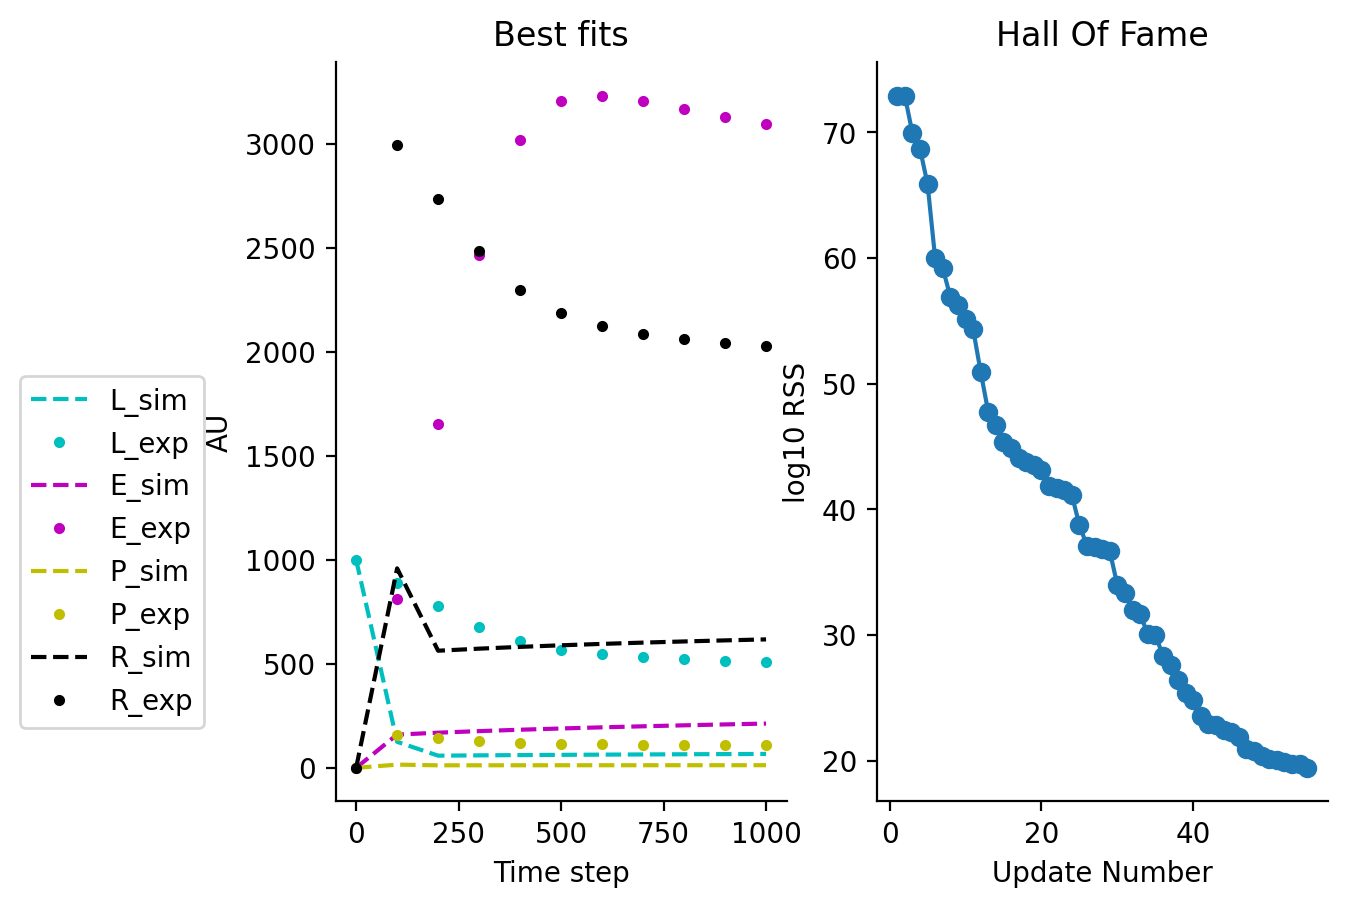 Best fits
3000
2500
2000
1500
1000
500
0
AU
0
250
500
750
1000
Time step
L_sim
L_exp
E_sim
E_exp
P_sim
P_exp
R_sim
R_exp
Hall Of Fame
70
60
50
40
30
20
log10 RSS
0
20
40
Update Number